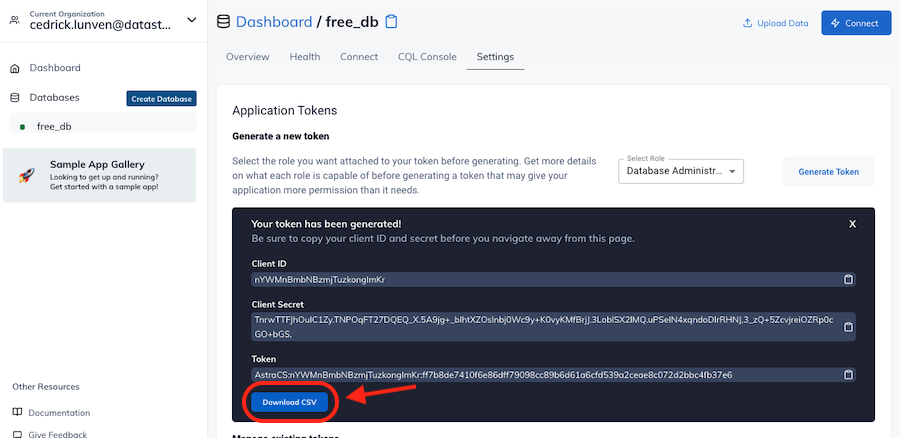 Current Organization
cedrick.lunven@datast...
Dashboard
Databases
Create Database
free_db
Sample App Gallery
Looking to get up and running?
Get started with a sample app!
Other Resources
Documentation
Give Feedback
Dashboard / free_db
Upload Data
Connect
Overview
Health
Connect
CQL Console
Settings
Application Tokens
Generate a new token
Select the role you want attached to your token before generating. Get more details
on what each role is capable of before generating a token that may give your
application more permission than it needs.
Select Role
Database Administr...
Generate Token
Your token has been generated!
X
Be sure to copy your client ID and secret before you navigate away from this page.
Client ID
nYWMnBmbNBzmjTuzkongImKr
Client Secret
TnrwTTFJhOuIC1Zy.TNPOqFT27DQEQ_X.5A9jg+_blhtXZOsInbj0Wc9y+K0vyKMfBrjJ.3LoblSX2IMQ.uPSeIN4xqndoDIrRHNJ,3_zQ+5ZcvjreiOZRp0c
GO+bGS,
Token
AstraCS:nYWMnBmbNBzmjTuzkongImKr:ff7b8de7410f6e86dff79098cc89b6d61a6cfd539a2ceae8c072d2bbc4fb37e6
Download CSV
Manage existing tokens